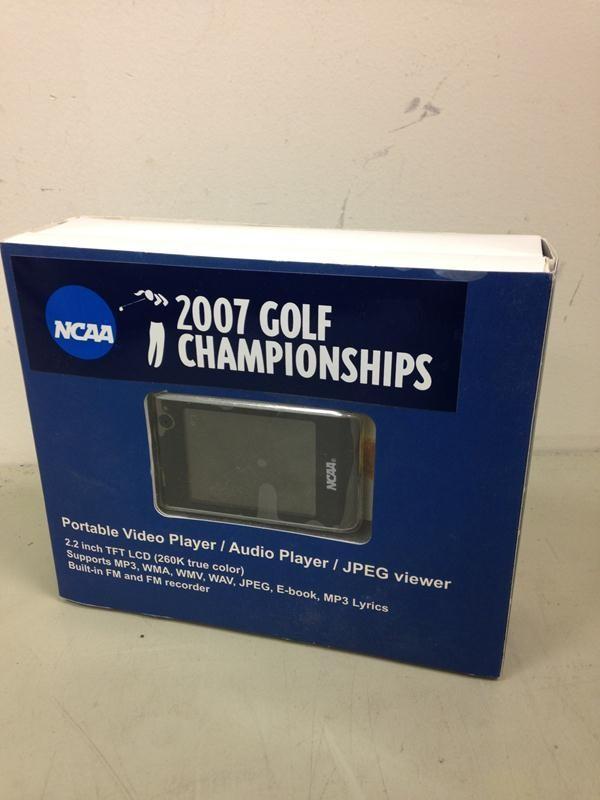 NCAA
2007 GOLF
CHAMPIONSHIPS
NCAA®
Portable Video Player / Audio Player / JPEG viewer
2.2 inch TFT LCD (260K true color)
Supports MP3, WMA, WMV, WAV, JPEG, E-book, MP3 Lyrics
Built-in FM and FM recorder